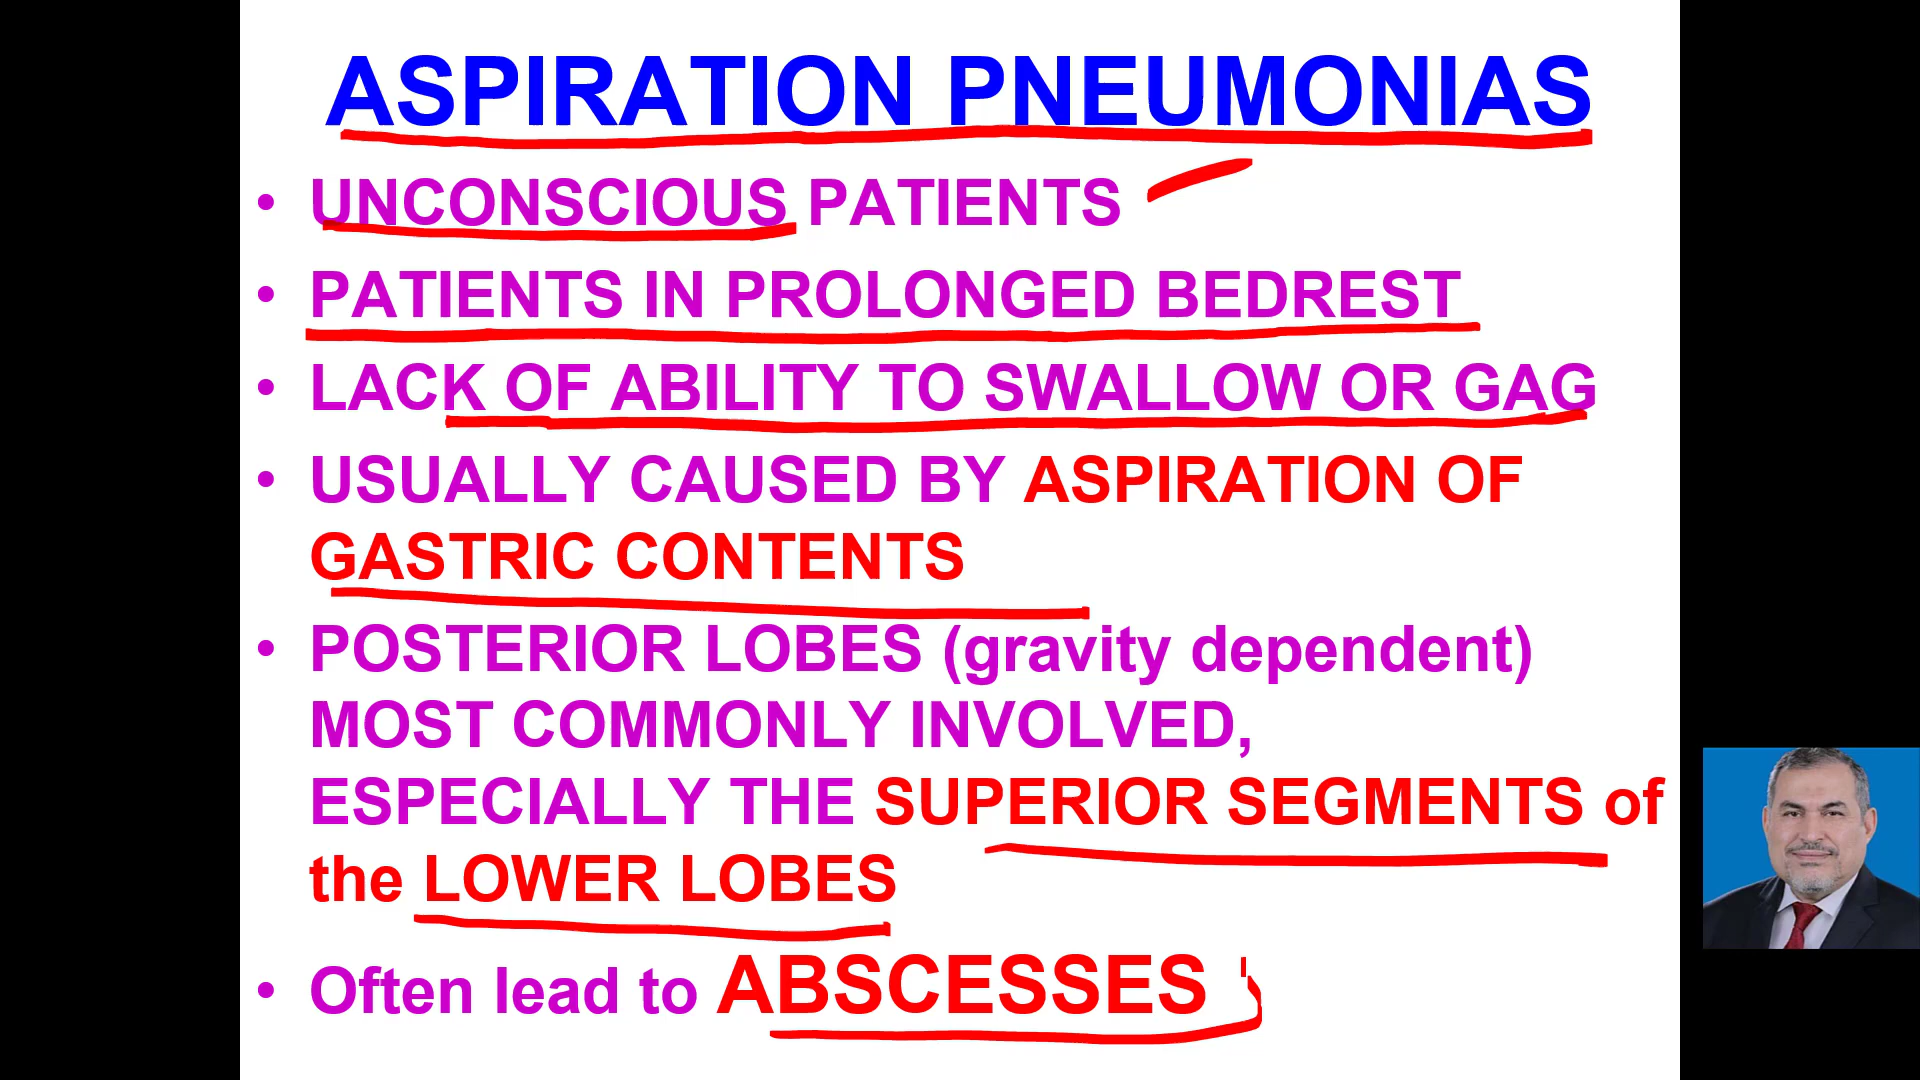 ASPIRATION PNEUMONIAS
• UNCONSCIOUS PATIENTS
• PATIENTS IN PROLONGED BEDREST
• LACK OF ABILITY TO SWALLOW OR GAG
• USUALLY CAUSED BY ASPIRATION OF
GASTRIC CONTENTS
• POSTERIOR LOBES (gravity dependent)
MOST COMMONLY INVOLVED,
ESPECIALLY THE SUPERIOR SEGMENTS of
the LOWER LOBES
• Often lead to ABSCESSES